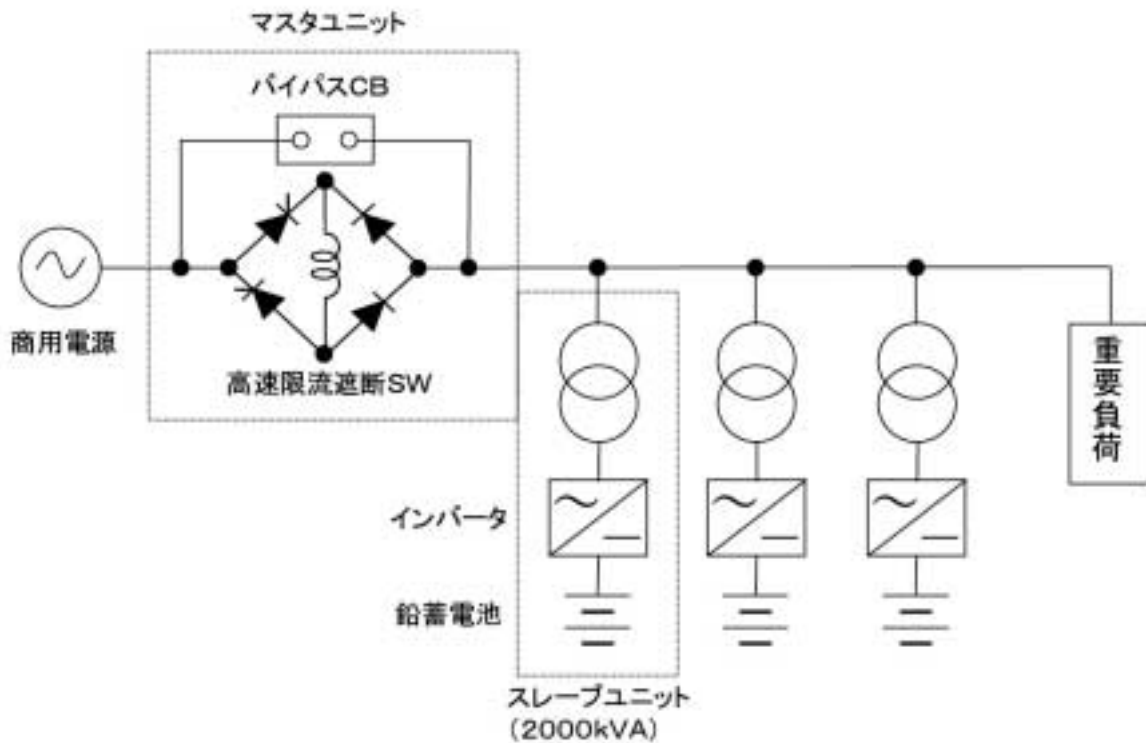 マスタユニット
バイパスCB
商用電源
高速限流遮断SW
重要負荷
インバータ
鉛蓄電池
スレーブユニット
(2000kVA)